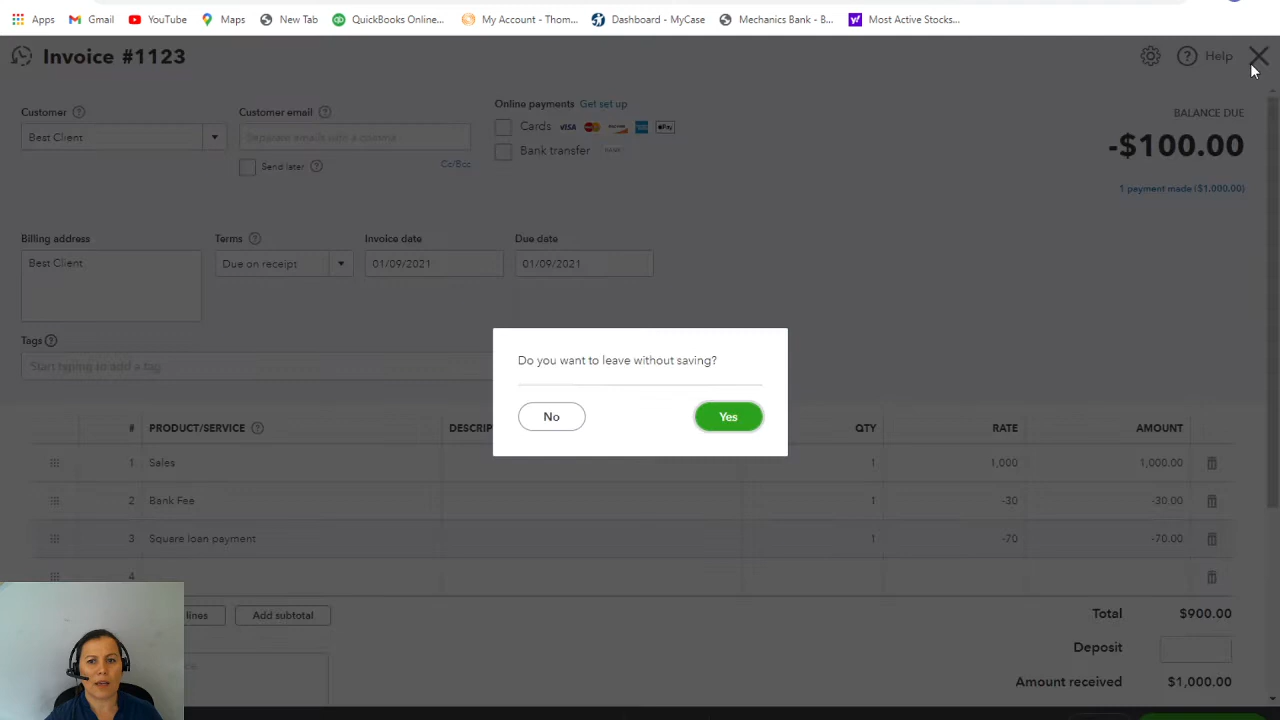 Apps Gmail YouTube Maps New Tab QuickBooks Online... My Account - Thom... Dashboard - MyCase Mechanics Bank - B... Most Active Stocks...
Invoice #1123
Help
Customer
Customer email
Online payments Get set up
BALANCE DUE
Best Client
Separate emails with a comma
Cards VISA
-$100.00
Send later
Cc/Bcc
Bank transfer BANK
1 payment made ($1,000.00)
Billing address
Terms
Invoice date
Due date
Best Client
Due on receipt
01/09/2021
01/09/2021
Tags
Start typing to add a tag
Do you want to leave without saving?
No
Yes
# PRODUCT/SERVICE DESCRIP QTY RATE AMOUNT
1 Sales 1 1,000 1,000.00
2 Bank Fee 1 -30 -30.00
3 Square loan payment 1 -70 -70.00
4
lines
Add subtotal
Total $900.00
Deposit
Amount received $1,000.00